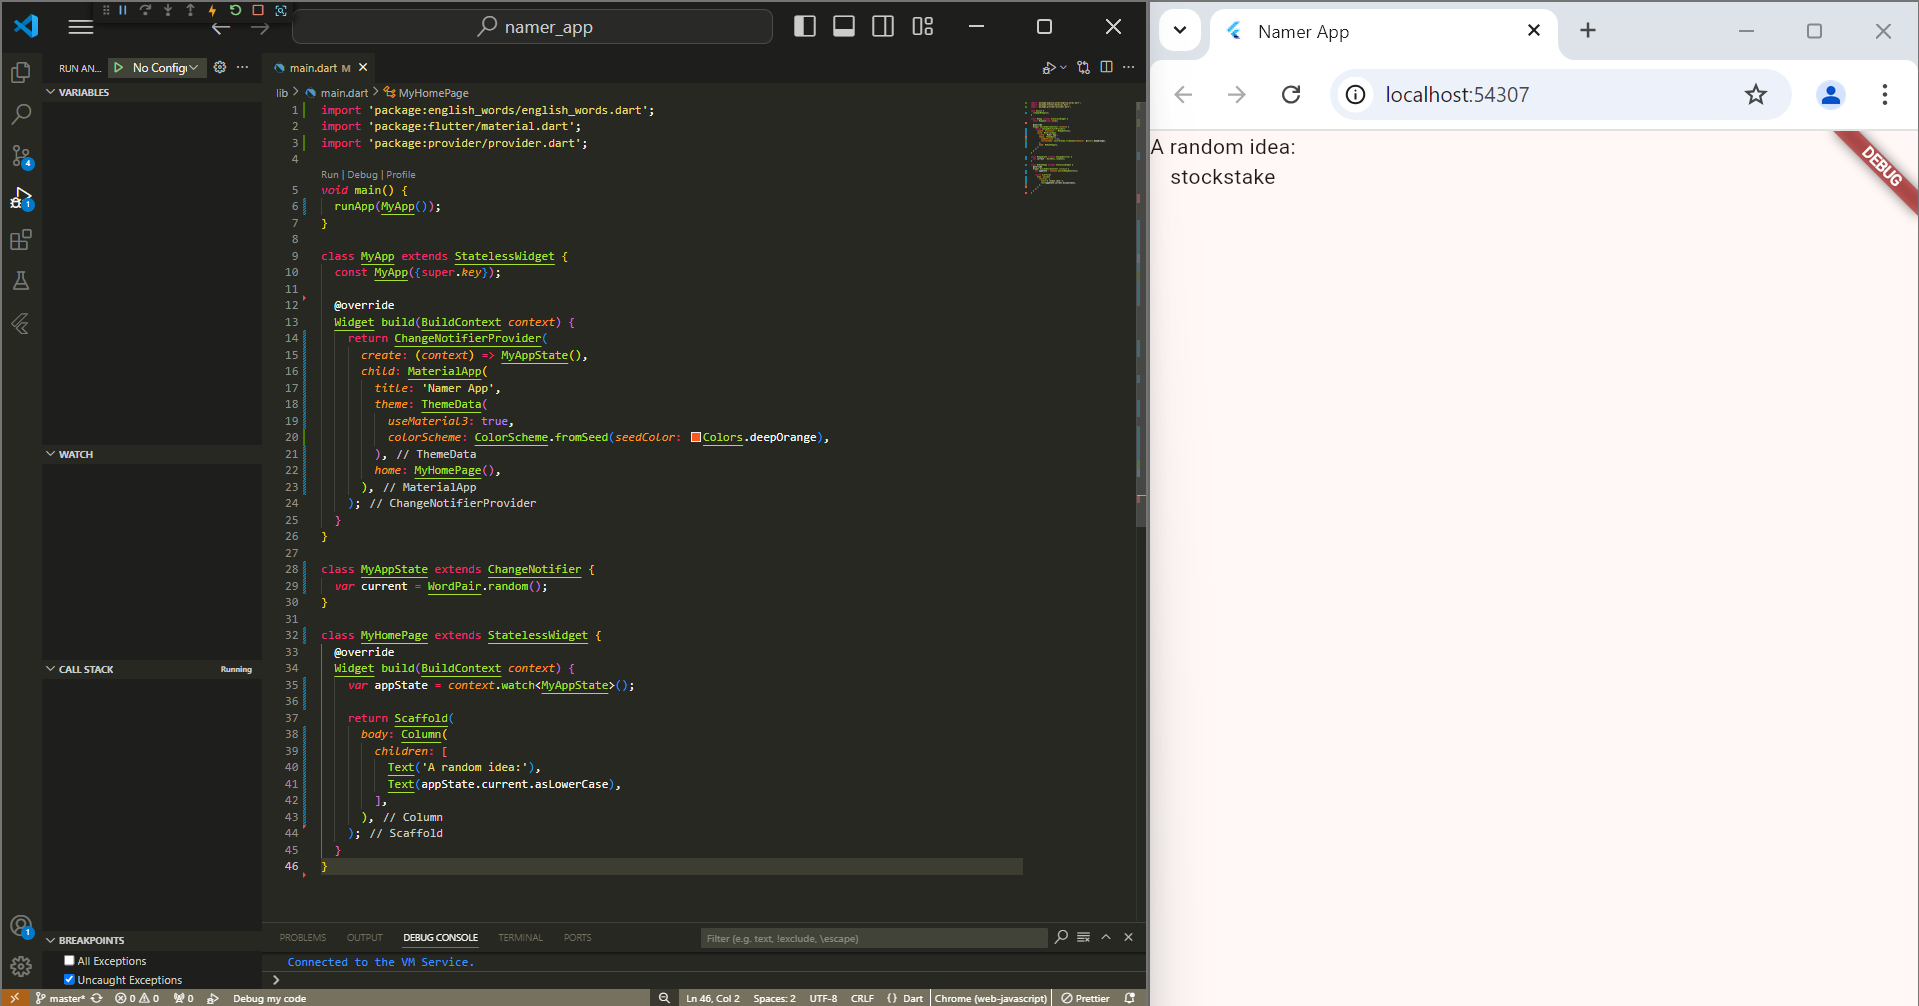 namer_app
RUN AN...
No Config
main.dart M
lib > main.dart > MyHomePage
VARIABLES
WATCH
CALL STACK
Running
BREAKPOINTS
All Exceptions
Uncaught Exceptions
1 import 'package:english_words/english_words.dart';
2 import 'package:flutter/material.dart';
3 import 'package:provider/provider.dart';
4
Run | Debug | Profile
5 void main() {
6 runApp(MyApp());
7 }
8
9 class MyApp extends StatelessWidget {
10 const MyApp({super.key});
11
12 @override
13 Widget build(BuildContext context) {
14 return ChangeNotifierProvider(
15 create: (context) => MyAppState(),
16 child: MaterialApp(
17 title: 'Namer App',
18 theme: ThemeData(
19 useMaterial3: true,
20 colorScheme: ColorScheme.fromSeed(seedColor: Colors.deepOrange),
21 ), // ThemeData
22 home: MyHomePage(),
23 ), // MaterialApp
24 ); // ChangeNotifierProvider
25 }
26 }
27
28 class MyAppState extends ChangeNotifier {
29 var current = WordPair.random();
30 }
31
32 class MyHomePage extends StatelessWidget {
33 @override
34 Widget build(BuildContext context) {
35 var appState = context.watch<MyAppState>();
36
37 return Scaffold(
38 body: Column(
39 children: [
40 Text('A random idea:'),
41 Text(appState.current.asLowerCase),
42 ],
43 ), // Column
44 ); // Scaffold
45 }
46 }
PROBLEMS OUTPUT DEBUG CONSOLE TERMINAL PORTS
Filter (e.g. text, !exclude, \escape)
Connected to the VM Service.
>
master* 0 0 0 Debug my code Ln 46, Col 2 Spaces: 2 UTF-8 CRLF {} Dart Chrome (web-javascript) Prettier
4
1
1
Namer App
localhost:54307
A random idea:
stockstake
DEBUG